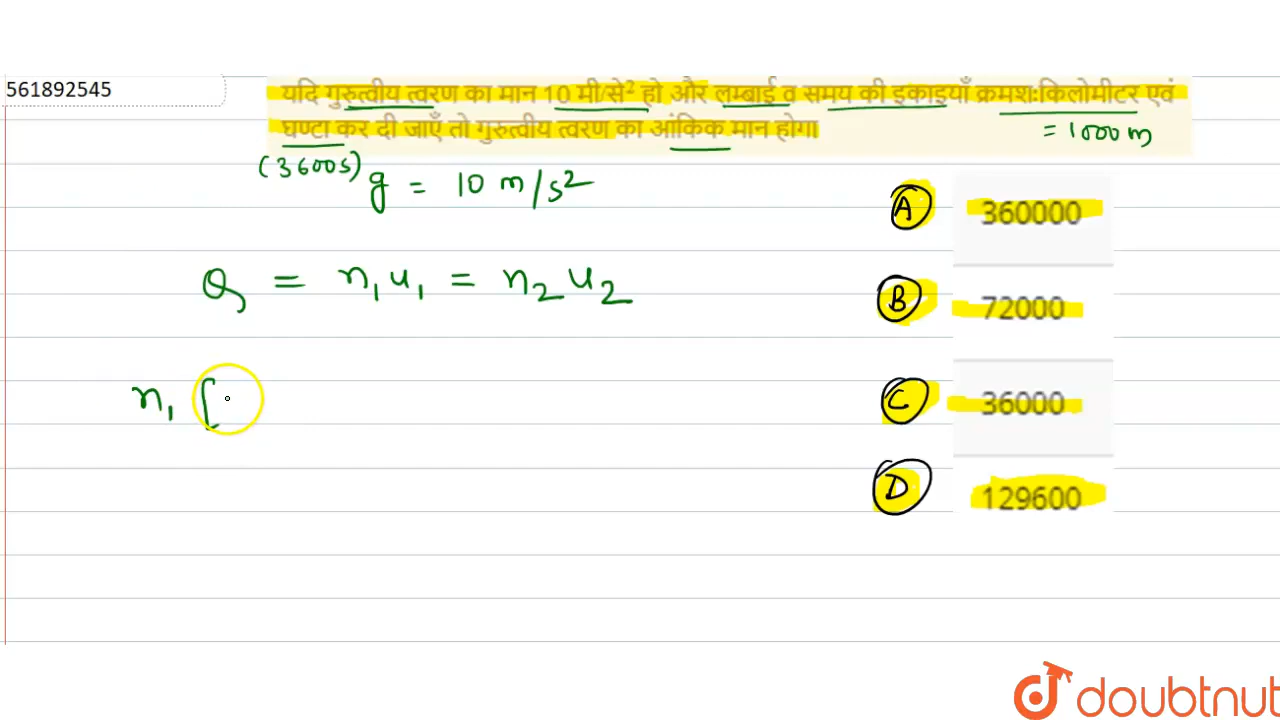 561892545
यदि गुरुत्वीय त्वरण का मान 10 मी/से² हो और लम्बाई व समय की इकाइयाँ क्रमशः किलोमीटर एवं
घण्टा कर दी जाएँ तो गुरुत्वीय त्वरण का आंकिक मान होगा
= 1000 m
(3600s)
g = 10 m/s²
A 360000
Q = n₁u₁ = n₂u₂
B 72000
n₁ [
C 36000
D 129600
doubtnut